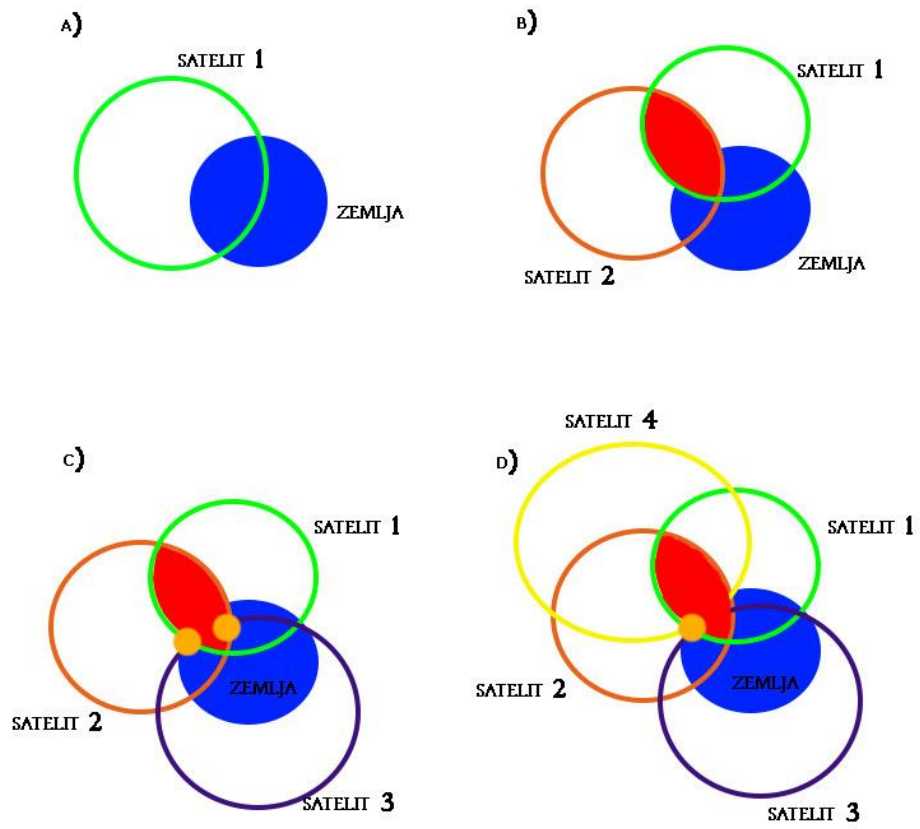 A)
SATELIT 1
ZEMLJA
B)
SATELIT 1
SATELIT 2
ZEMLJA
C)
SATELIT 1
ZEMLJA
SATELIT 2
SATELIT 3
SATELIT 4
D)
SATELIT 1
ZEMLJA
SATELIT 2
SATELIT 3